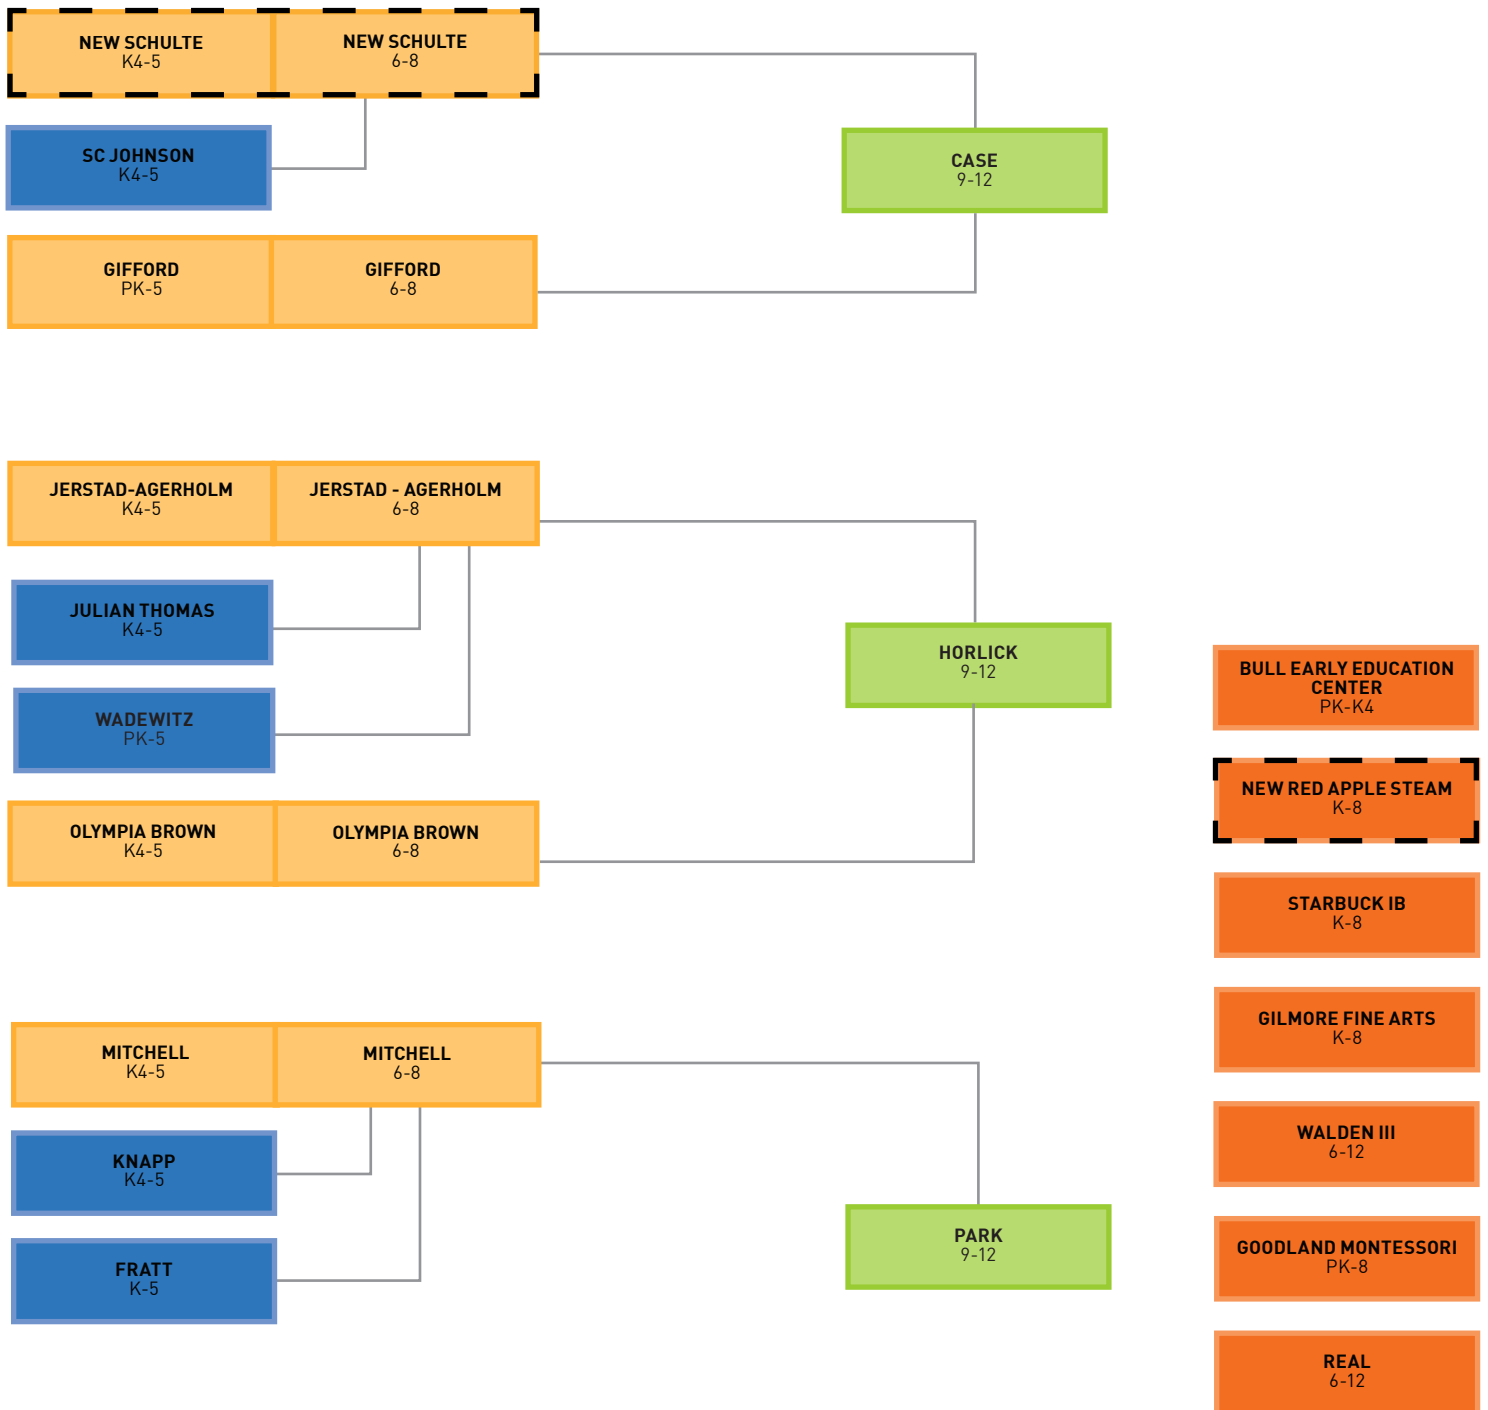 NEW SCHULTE
K4-5
NEW SCHULTE
6-8
SC JOHNSON
K4-5
CASE
9-12
GIFFORD
PK-5
GIFFORD
6-8
JERSTAD-AGERHOLM
K4-5
JERSTAD - AGERHOLM
6-8
JULIAN THOMAS
K4-5
WADEWITZ
PK-5
HORLICK
9-12
OLYMPIA BROWN
K4-5
OLYMPIA BROWN
6-8
MITCHELL
K4-5
MITCHELL
6-8
KNAPP
K4-5
FRATT
K-5
PARK
9-12
BULL EARLY EDUCATION
CENTER
PK-K4
NEW RED APPLE STEAM
K-8
STARBUCK IB
K-8
GILMORE FINE ARTS
K-8
WALDEN III
6-12
GOODLAND MONTESSORI
PK-8
REAL
6-12